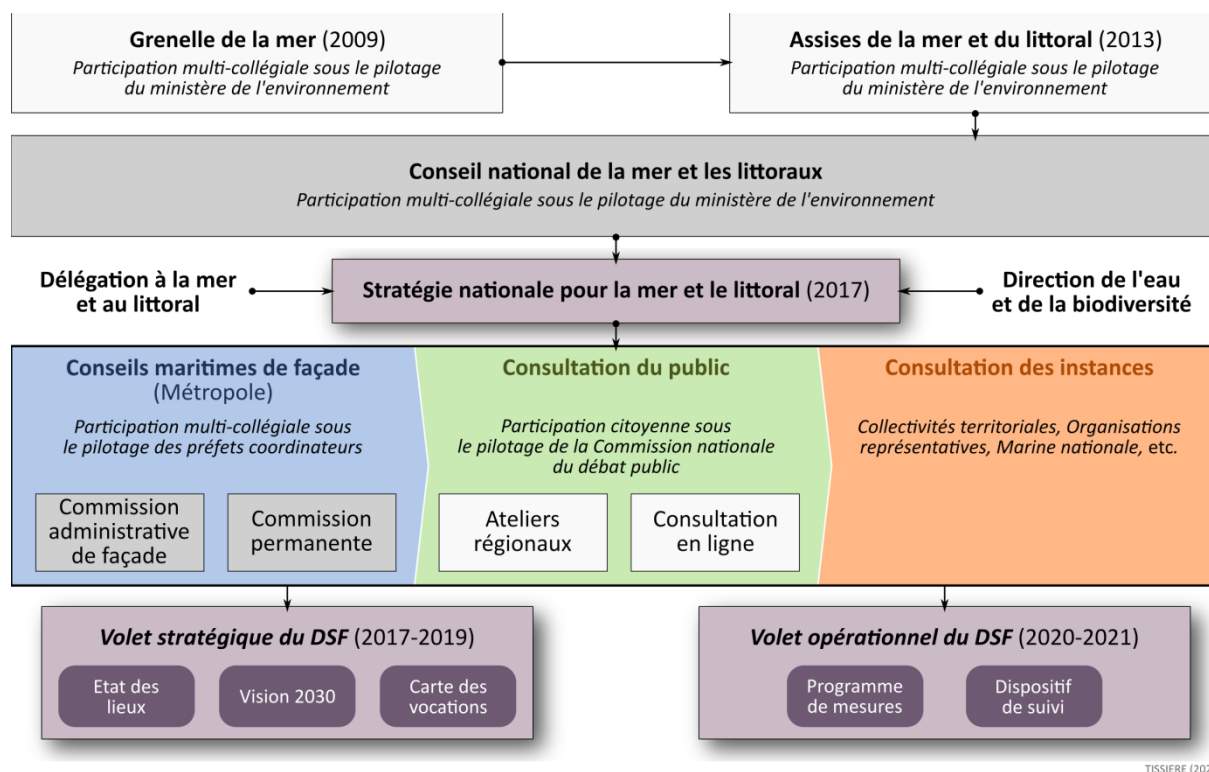 Grenelle de la mer (2009)
Participation multi-collégiale sous le pilotage
du ministère de l'environnement
Assises de la mer et du littoral (2013)
Participation multi-collégiale sous le pilotage
du ministère de l'environnement
Conseil national de la mer et les littoraux
Participation multi-collégiale sous le pilotage du ministère de l'environnement
Délégation à la mer
et au littoral
Stratégie nationale pour la mer et le littoral (2017)
Direction de l'eau
et de la biodiversité
Conseils maritimes de façade
(Métropole)
Participation multi-collégiale sous
le pilotage des préfets coordinateurs
Commission
administrative
de façade
Commission
permanente
Consultation du public
Participation citoyenne sous
le pilotage de la Commission nationale
du débat public
Ateliers
régionaux
Consultation
en ligne
Consultation des instances
Collectivités territoriales, Organisations
représentatives, Marine nationale, etc.
Volet stratégique du DSF (2017-2019)
Etat des
lieux
Vision 2030
Carte des
vocations
Volet opérationnel du DSF (2020-2021)
Programme
de mesures
Dispositif
de suivi
TISSIERE